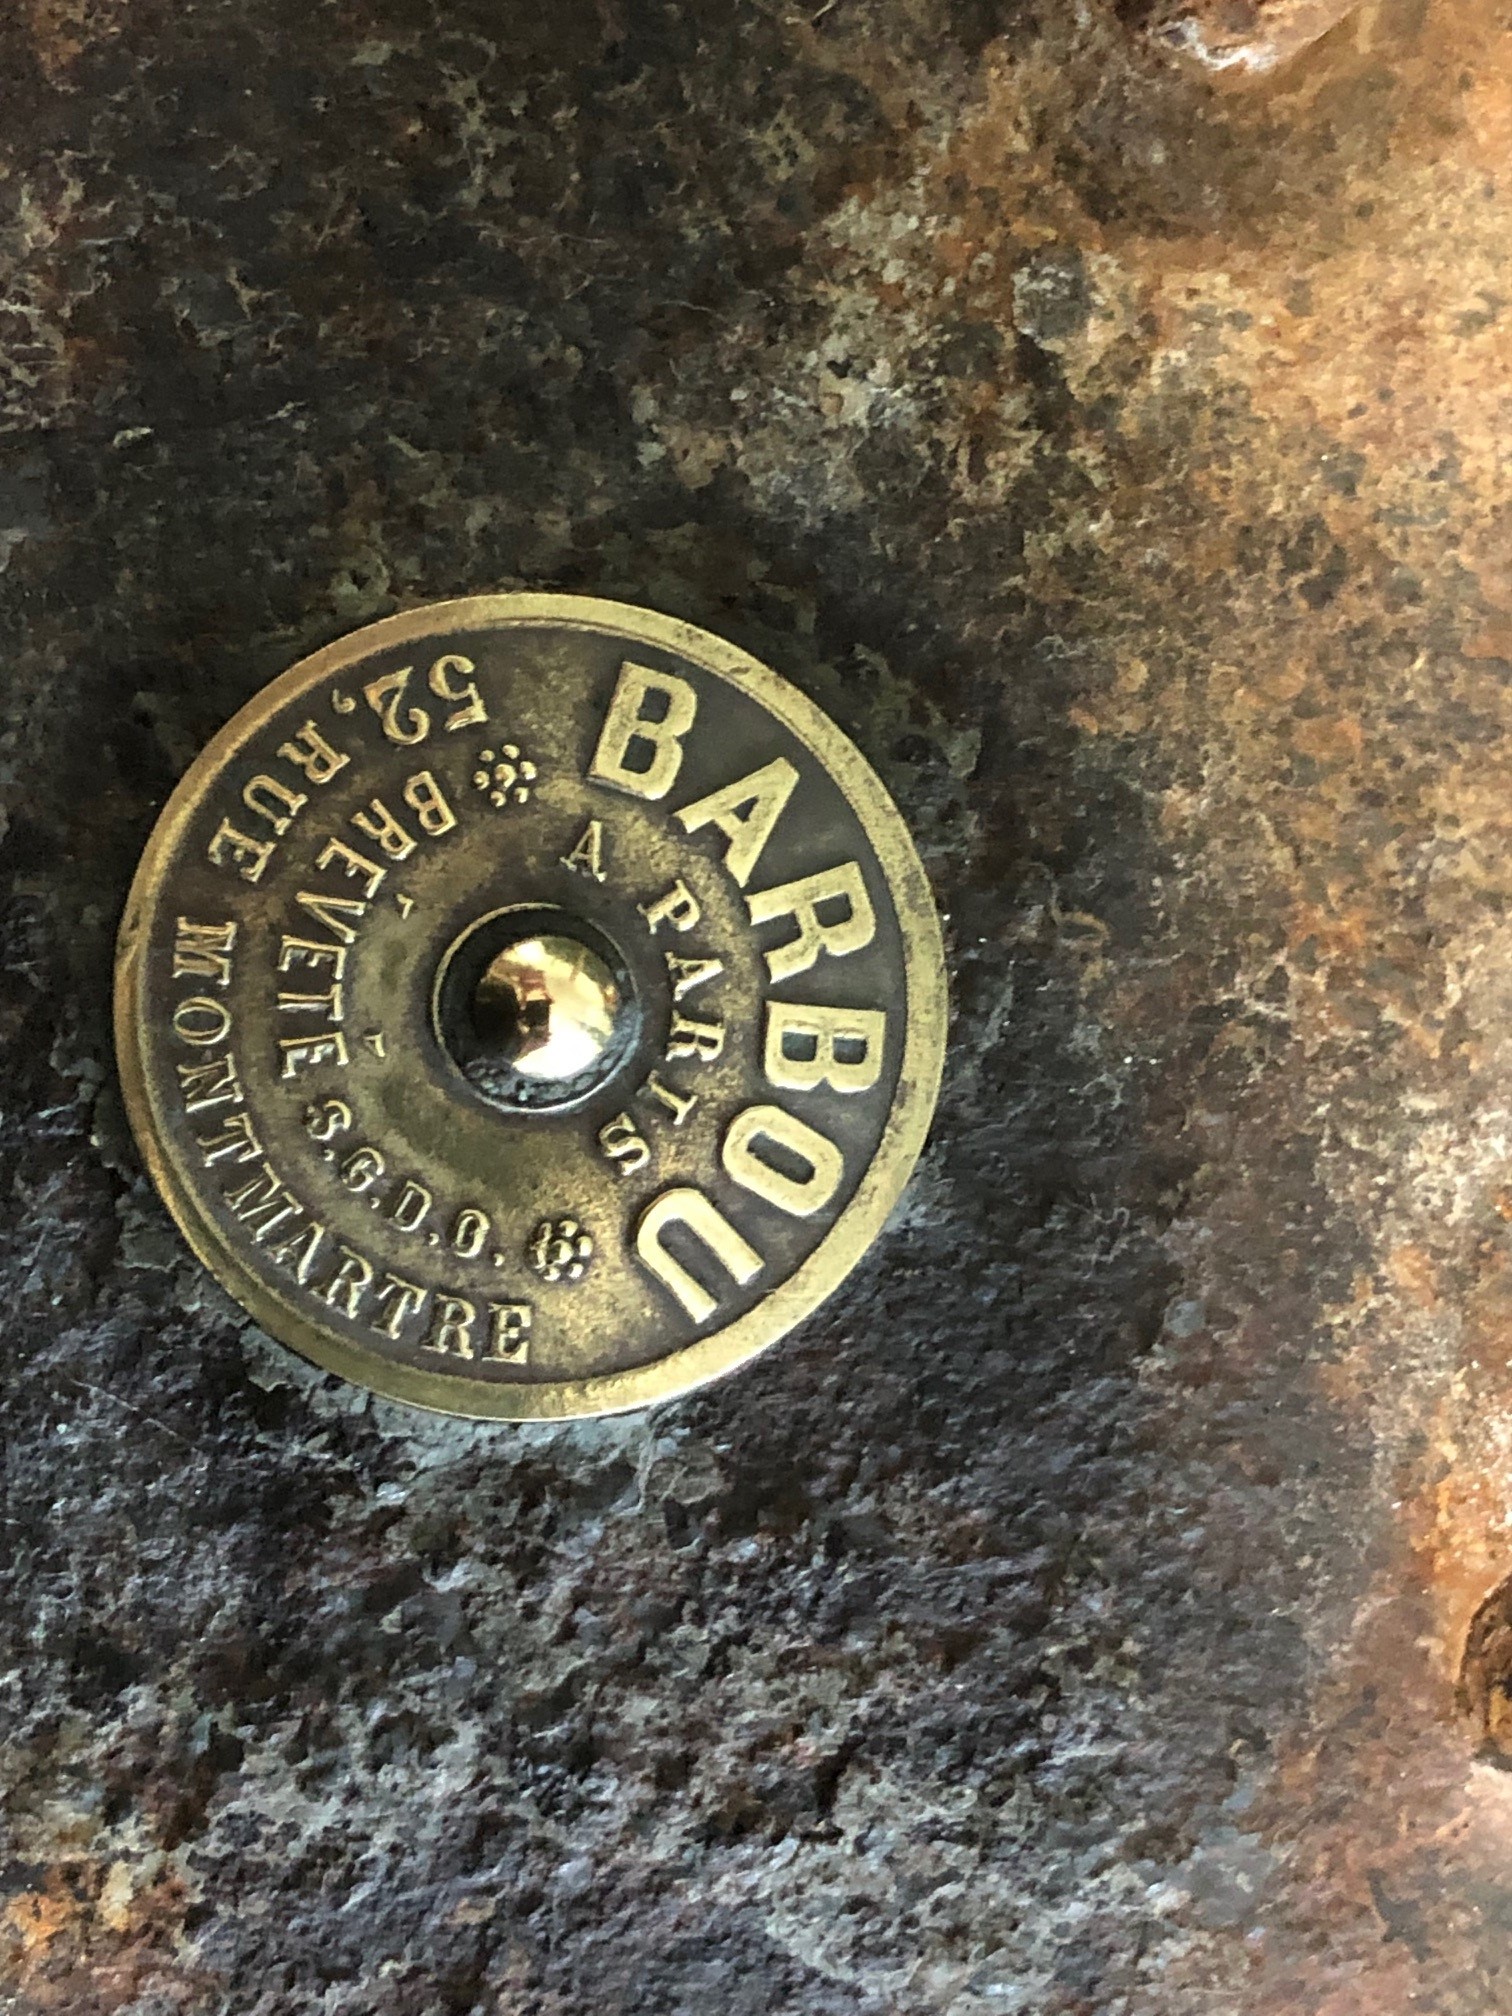 BARBOU
A PARIS
BREVETÉ S.G.D.G.
52, RUE MONTMARTRE